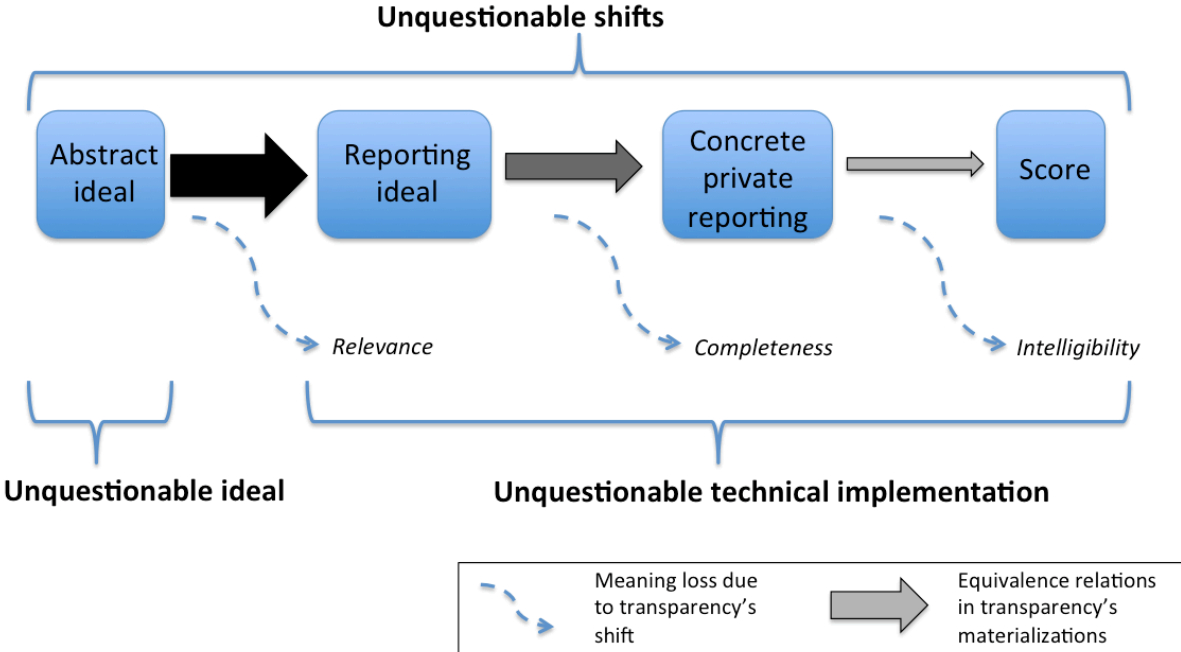 Unquestionable shifts
Abstract
ideal
Reporting
ideal
Concrete
private
reporting
Score
Relevance
Completeness
Intelligibility
Unquestionable ideal
Unquestionable technical implementation
Meaning loss due
to transparency’s
shift
Equivalence relations
in transparency’s
materializations